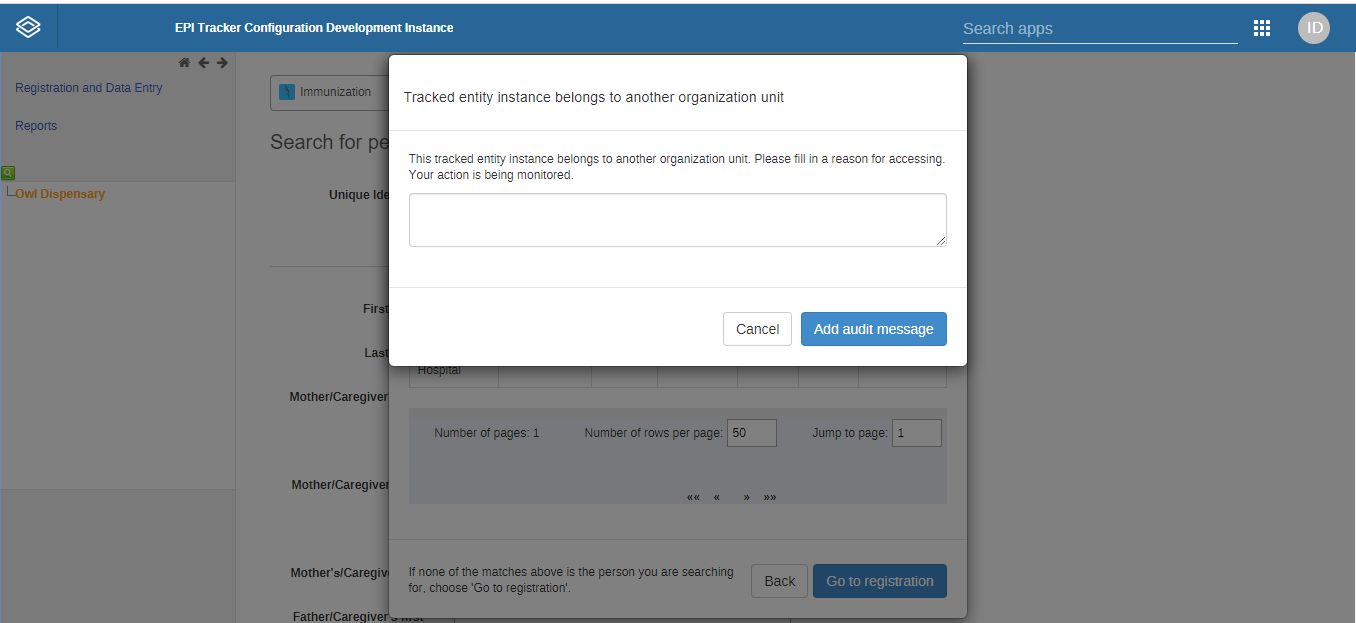 EPI Tracker Configuration Development Instance
Search apps
ID
Registration and Data Entry
Reports
Owl Dispensary
Immunization
Search for pe
Unique Ide
First
Last
Mother/Caregiver
Mother/Caregiver
Mother's/Caregiv
Father/Caregiver's first
Tracked entity instance belongs to another organization unit
This tracked entity instance belongs to another organization unit. Please fill in a reason for accessing.
Your action is being monitored.
Cancel
Add audit message
Hospital
Number of pages: 1
Number of rows per page: 50
Jump to page: 1
«« « » »»
If none of the matches above is the person you are searching
for, choose 'Go to registration'.
Back
Go to registration